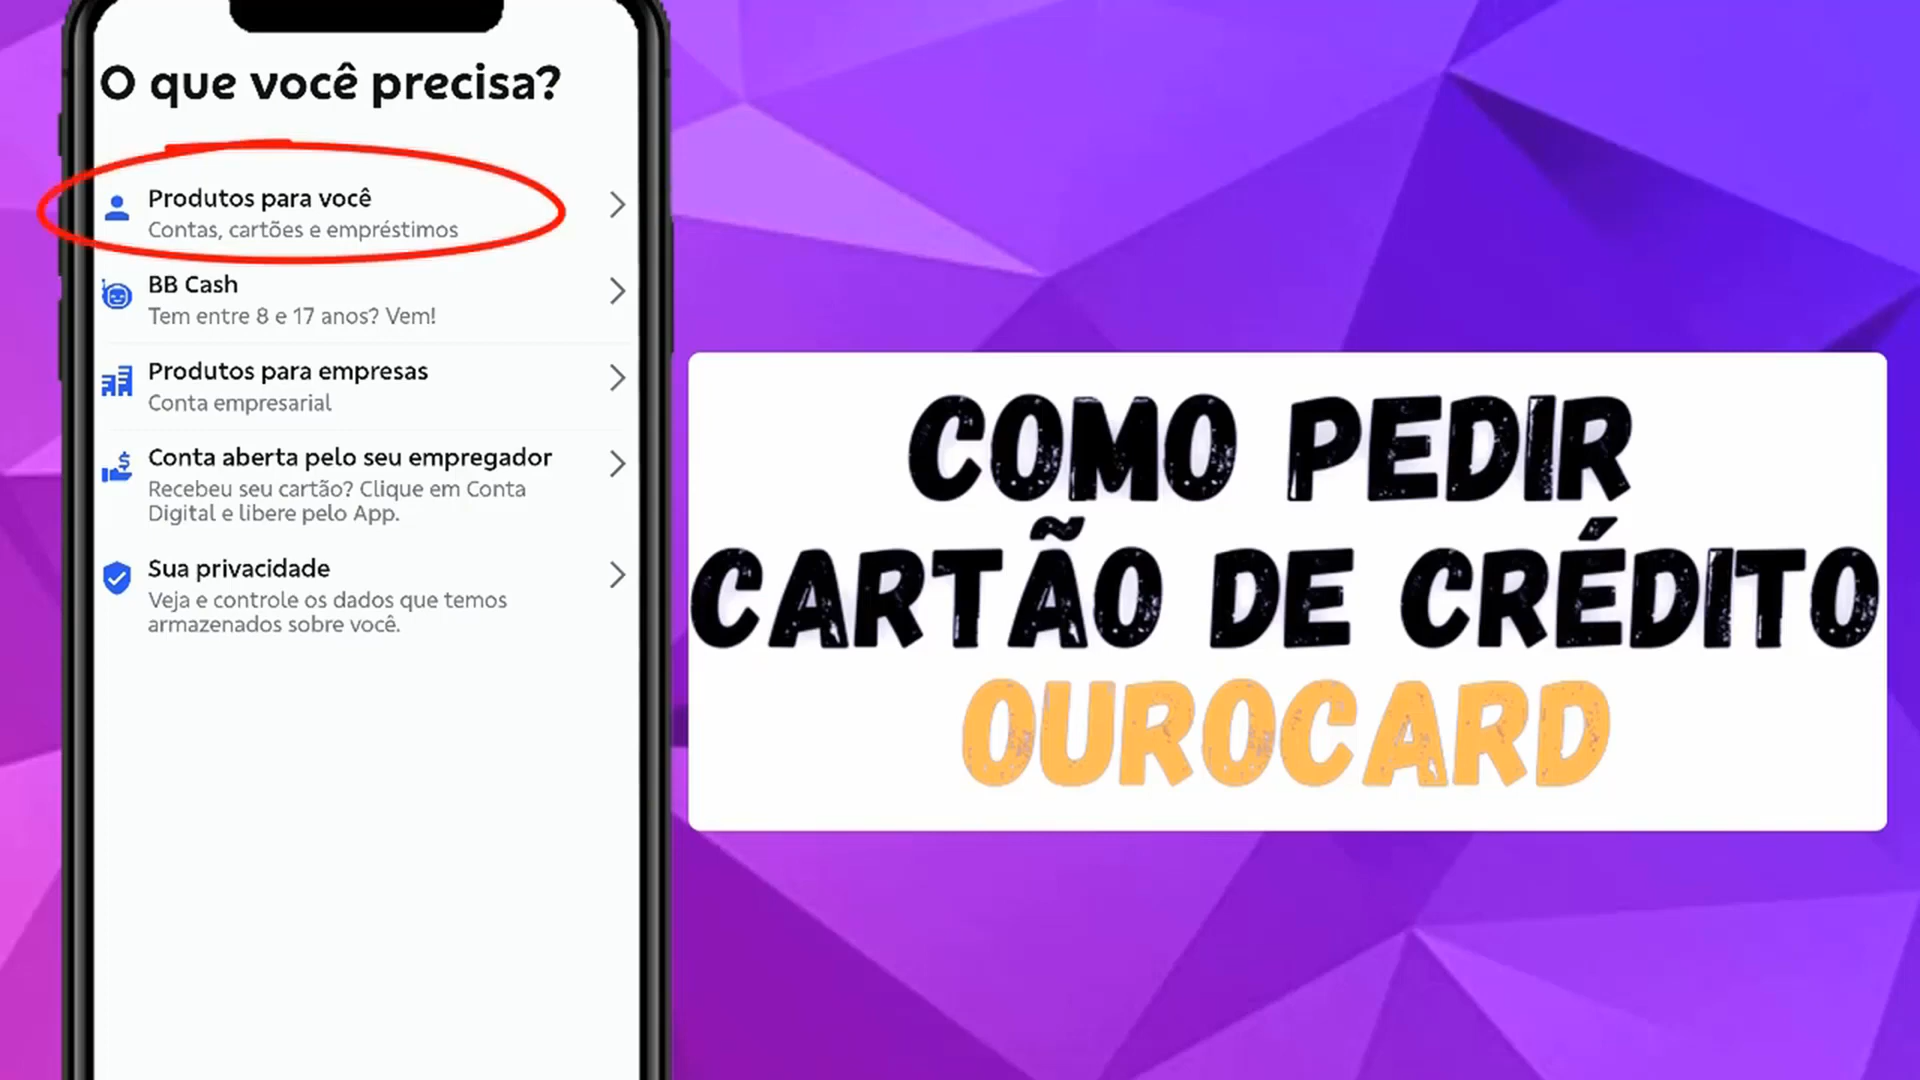 O que você precisa?
Produtos para você
Contas, cartões e empréstimos
BB Cash
Tem entre 8 e 17 anos? Vem!
Produtos para empresas
Conta empresarial
Conta aberta pelo seu empregador
Recebeu seu cartão? Clique em Conta
Digital e libere pelo App.
Sua privacidade
Veja e controle os dados que temos
armazenados sobre você.
COMO PEDIR
CARTÃO DE CRÉDITO
OUROCARD